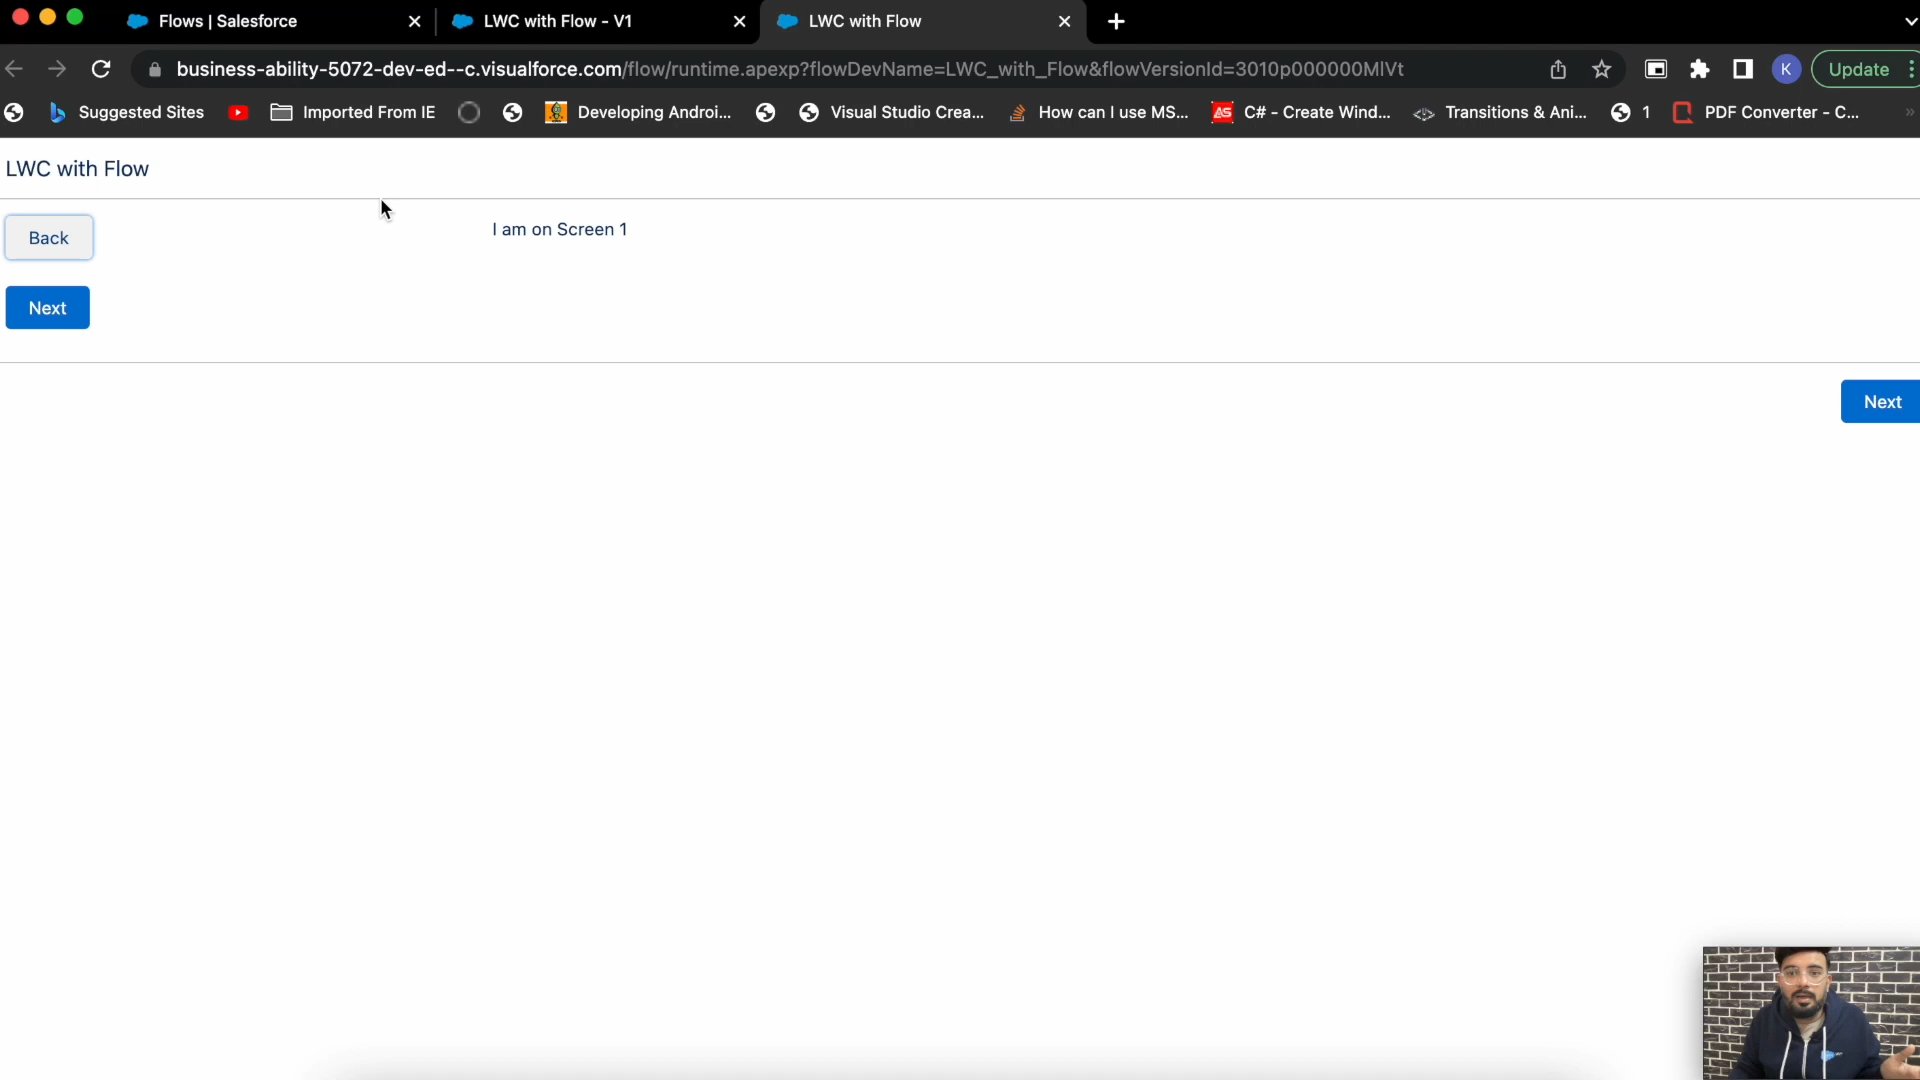 Flows | Salesforce
LWC with Flow - V1
LWC with Flow
business-ability-5072-dev-ed--c.visualforce.com/flow/runtime.apexp?flowDevName=LWC_with_Flow&flowVersionId=3010p000000MIVt
K
Update
Suggested Sites
Imported From IE
Developing Androi...
Visual Studio Crea...
How can I use MS...
AS
C# - Create Wind...
Transitions & Ani...
1
PDF Converter - C...
LWC with Flow
Back
I am on Screen 1
Next
Next